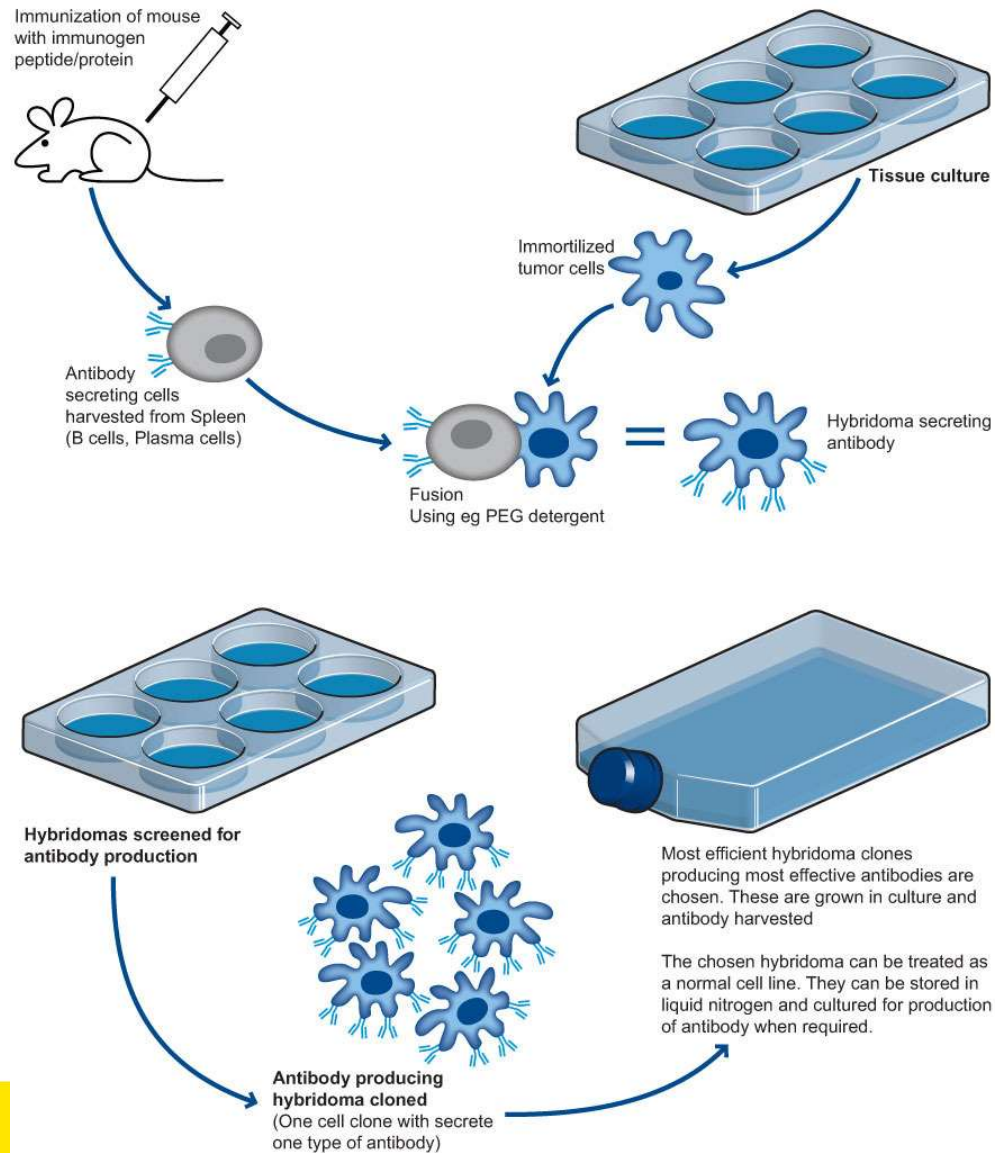 Immunization of mouse
with immunogen
peptide/protein
Tissue culture
Immortilized
tumor cells
Antibody
secreting cells
harvested from Spleen
(B cells, Plasma cells)
Fusion
Using eg PEG detergent
=
Hybridoma secreting
antibody
Hybridomas screened for
antibody production
Antibody producing
hybridoma cloned
(One cell clone with secrete
one type of antibody)
Most efficient hybridoma clones
producing most effective antibodies are
chosen. These are grown in culture and
antibody harvested
The chosen hybridoma can be treated as
a normal cell line. They can be stored in
liquid nitrogen and cultured for production
of antibody when required.